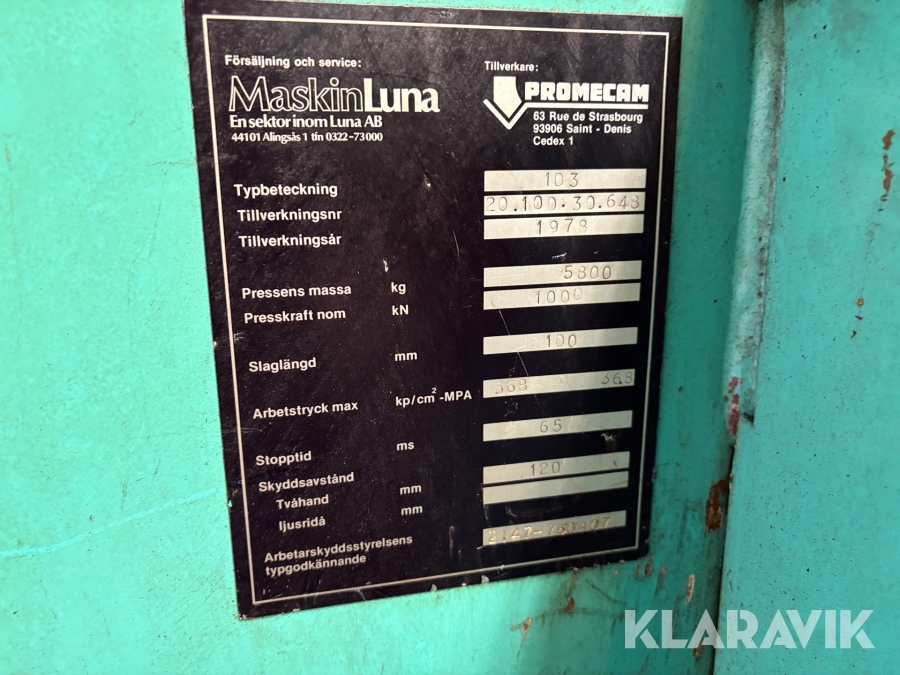 Försäljning och service:
MaskinLuna
En sektor inom Luna AB
44101 Alingsås 1 tfn 0322-73000
Tillverkare:
PROMECAM
63 Rue de Strasbourg
93906 Saint - Denis
Cedex 1
Typbeteckning 103
Tillverkningsnr 20.100.30.648
Tillverkningsår 1978
Pressens massa kg 5800
Presskraft nom kN 1000
Slaglängd mm 100
Arbetstryck max kp/cm²-MPA 368 36.8
Stopptid ms 65
Skyddsavstånd
Tvåhand mm 120
ljusridå mm
Arbetarskyddsstyrelsens
typgodkännande
KLARAVIK